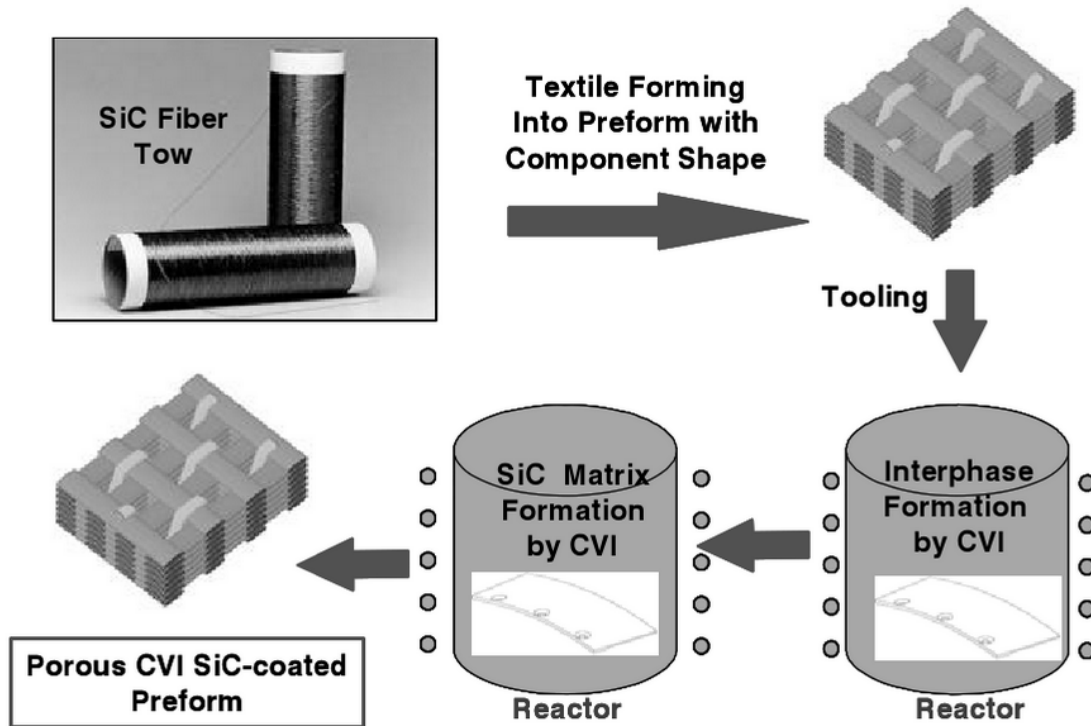 SiC Fiber
Tow
Textile Forming
Into Preform with
Component Shape
Tooling
Interphase
Formation
by CVI
Reactor
SiC Matrix
Formation
by CVI
Reactor
Porous CVI SiC-coated
Preform